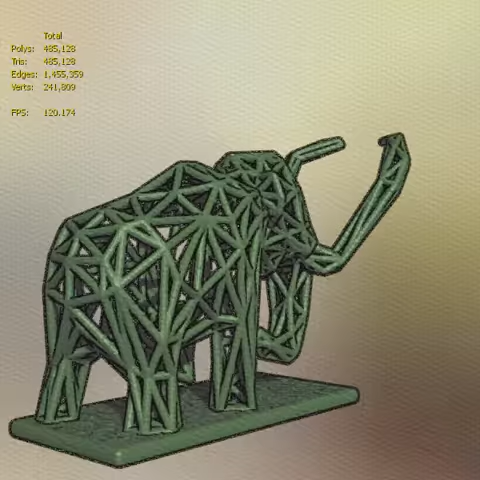 Total
Polys: 485,128
Tris: 485,128
Edges: 1,455,359
Verts: 241,809
FPS: 120.174